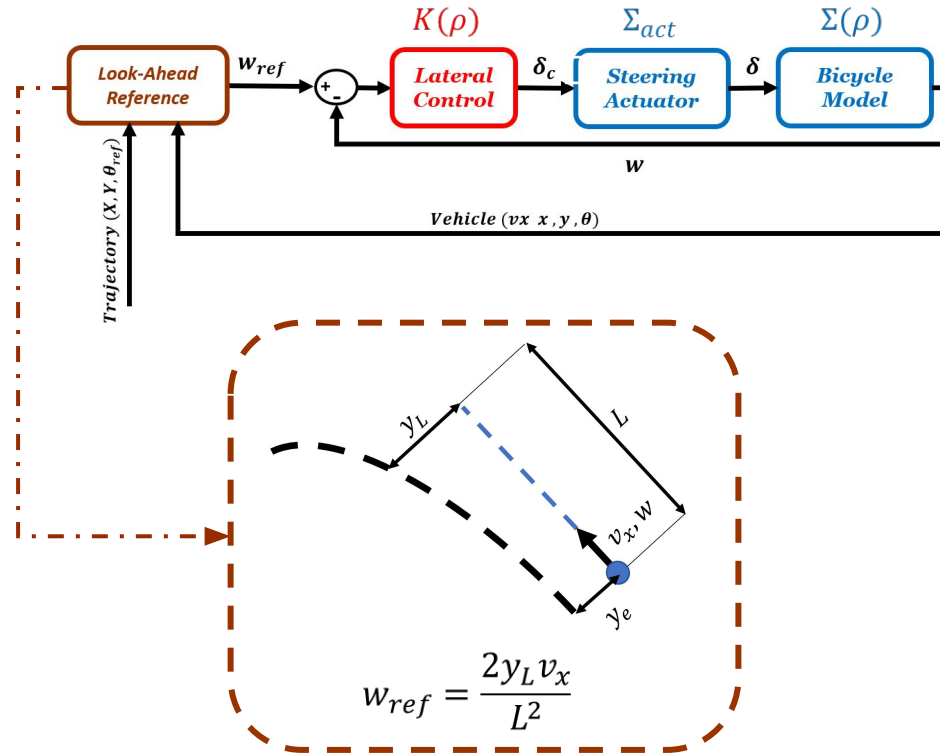 K(ρ)
Σ_act
Σ(ρ)
Look-Ahead
Reference
w_ref
+
-
Lateral
Control
δ_c
Steering
Actuator
δ
Bicycle
Model
w
Vehicle (vx x, y, θ)
Trajectory (X, Y, θ_ref)
y_L
L
v_x, w
y_e
w_ref = 2y_L v_x / L^2